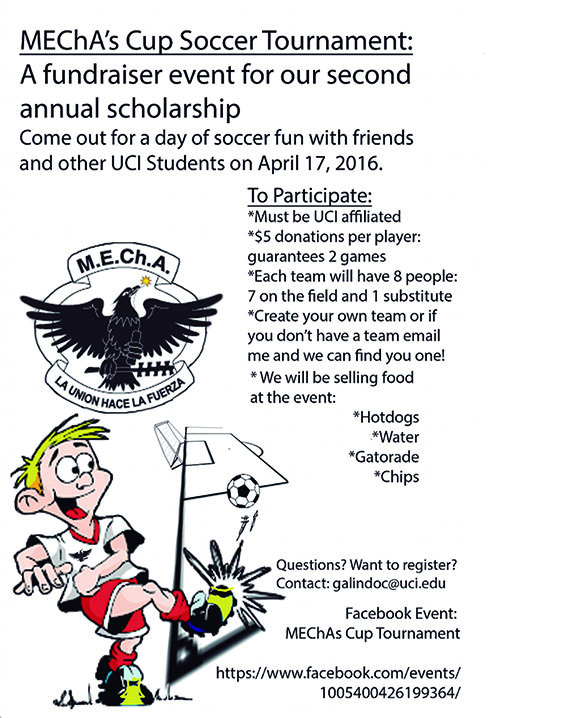 MEChA's Cup Soccer Tournament:
A fundraiser event for our second
annual scholarship
Come out for a day of soccer fun with friends
and other UCI Students on April 17, 2016.
To Participate:
*Must be UCI affiliated
*$5 donations per player:
guarantees 2 games
*Each team will have 8 people:
7 on the field and 1 substitute
*Create your own team or if
you don't have a team email
me and we can find you one!
* We will be selling food
at the event:
*Hotdogs
*Water
*Gatorade
*Chips
M.E.Ch.A.
LA UNION HACE LA FUERZA
Questions? Want to register?
Contact: galindoc@uci.edu
Facebook Event:
MEChAs Cup Tournament
https://www.facebook.com/events/
1005400426199364/